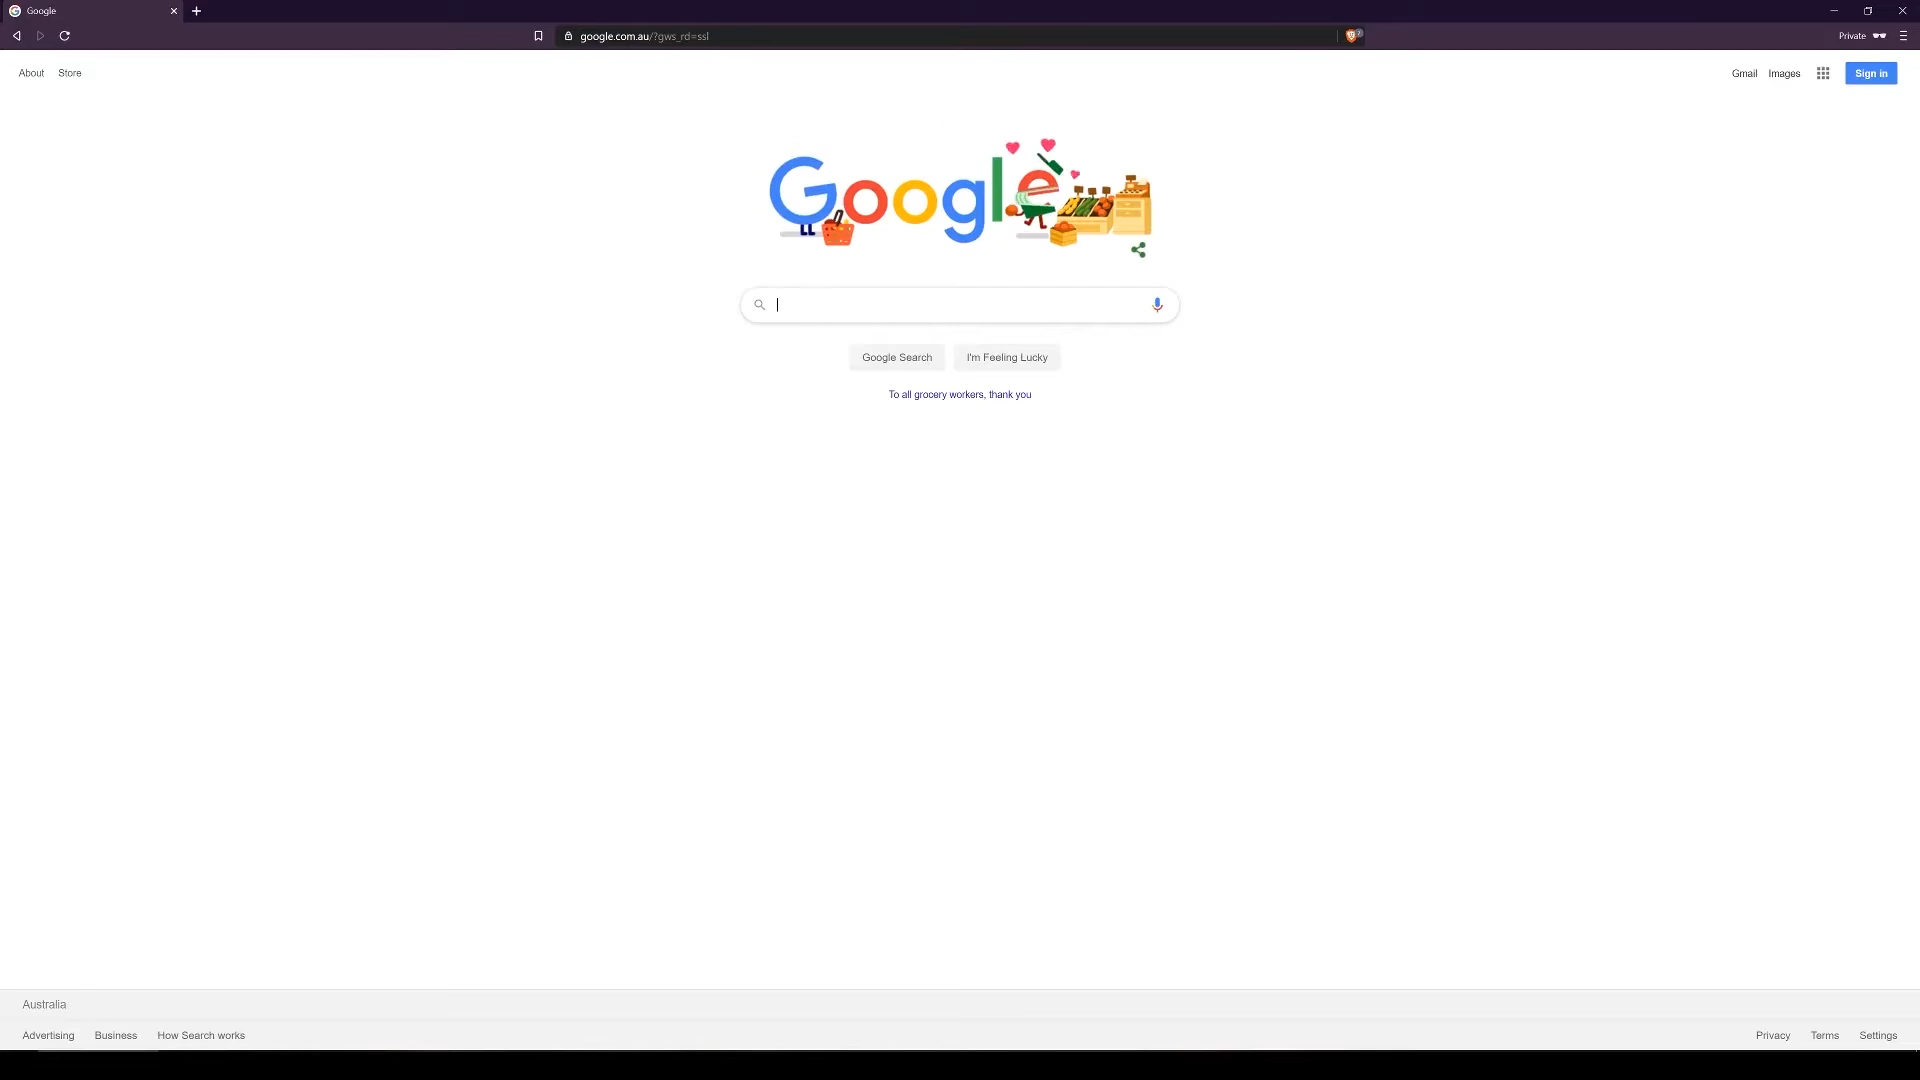 Google
google.com.au/?gws_rd=ssl
Private
About Store
Gmail Images Sign in
Google
Google Search I'm Feeling Lucky
To all grocery workers, thank you
Australia
Advertising Business How Search works
Privacy Terms Settings